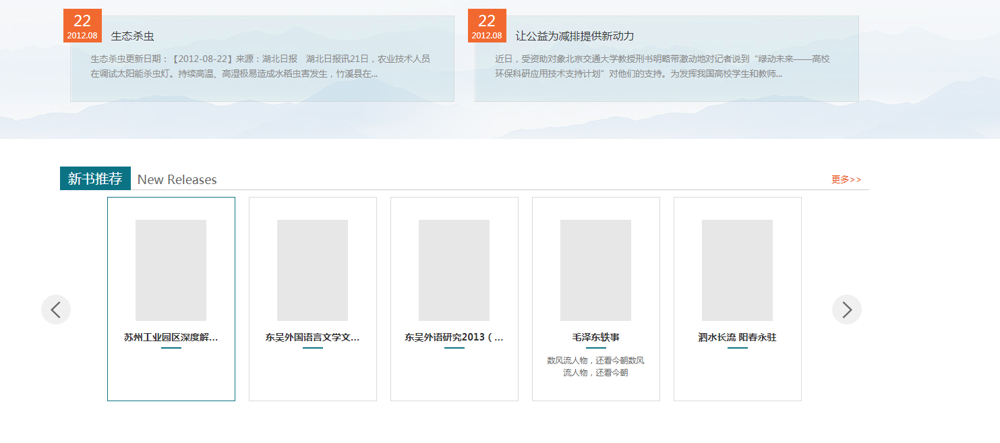 22
2012.08
生态杀虫
生态杀虫更新日期：【2012-08-22】来源：湖北日报　湖北日报讯21日，农业技术人员
在调试太阳能杀虫灯。持续高温、高湿极易造成水稻虫害发生，竹溪县在...
22
2012.08
让公益为减排提供新动力
近日，受资助对象北京交通大学教授刑书明略带激动地对记者说到“绿动未来——高校
环保科研应用技术支持计划”对他们的支持。为发挥我国高校学生和教师...
新书推荐 New Releases
更多>>
苏州工业园区深度解...
东吴外国语言文学文...
东吴外语研究2013（...
毛泽东轶事
数风流人物，还看今朝数风
流人物，还看今朝
泗水长流 阳春永驻